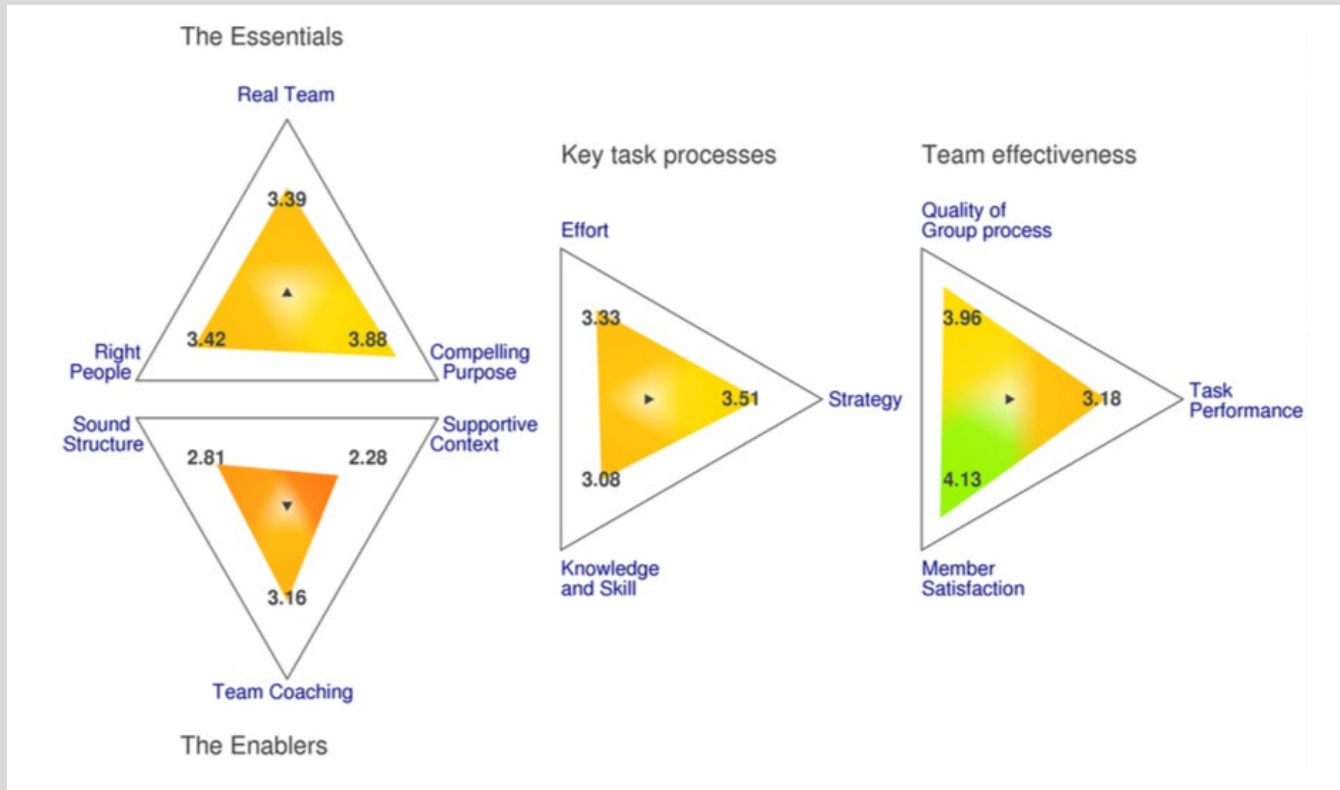 The Essentials
Real Team
3.39
3.42
3.88
Right
People
Compelling
Purpose
Sound
Structure
Supportive
Context
2.81
2.28
3.16
Team Coaching
The Enablers
Key task processes
Effort
3.33
3.51
Strategy
3.08
Knowledge
and Skill
Team effectiveness
Quality of
Group process
3.96
3.18
Task
Performance
4.13
Member
Satisfaction